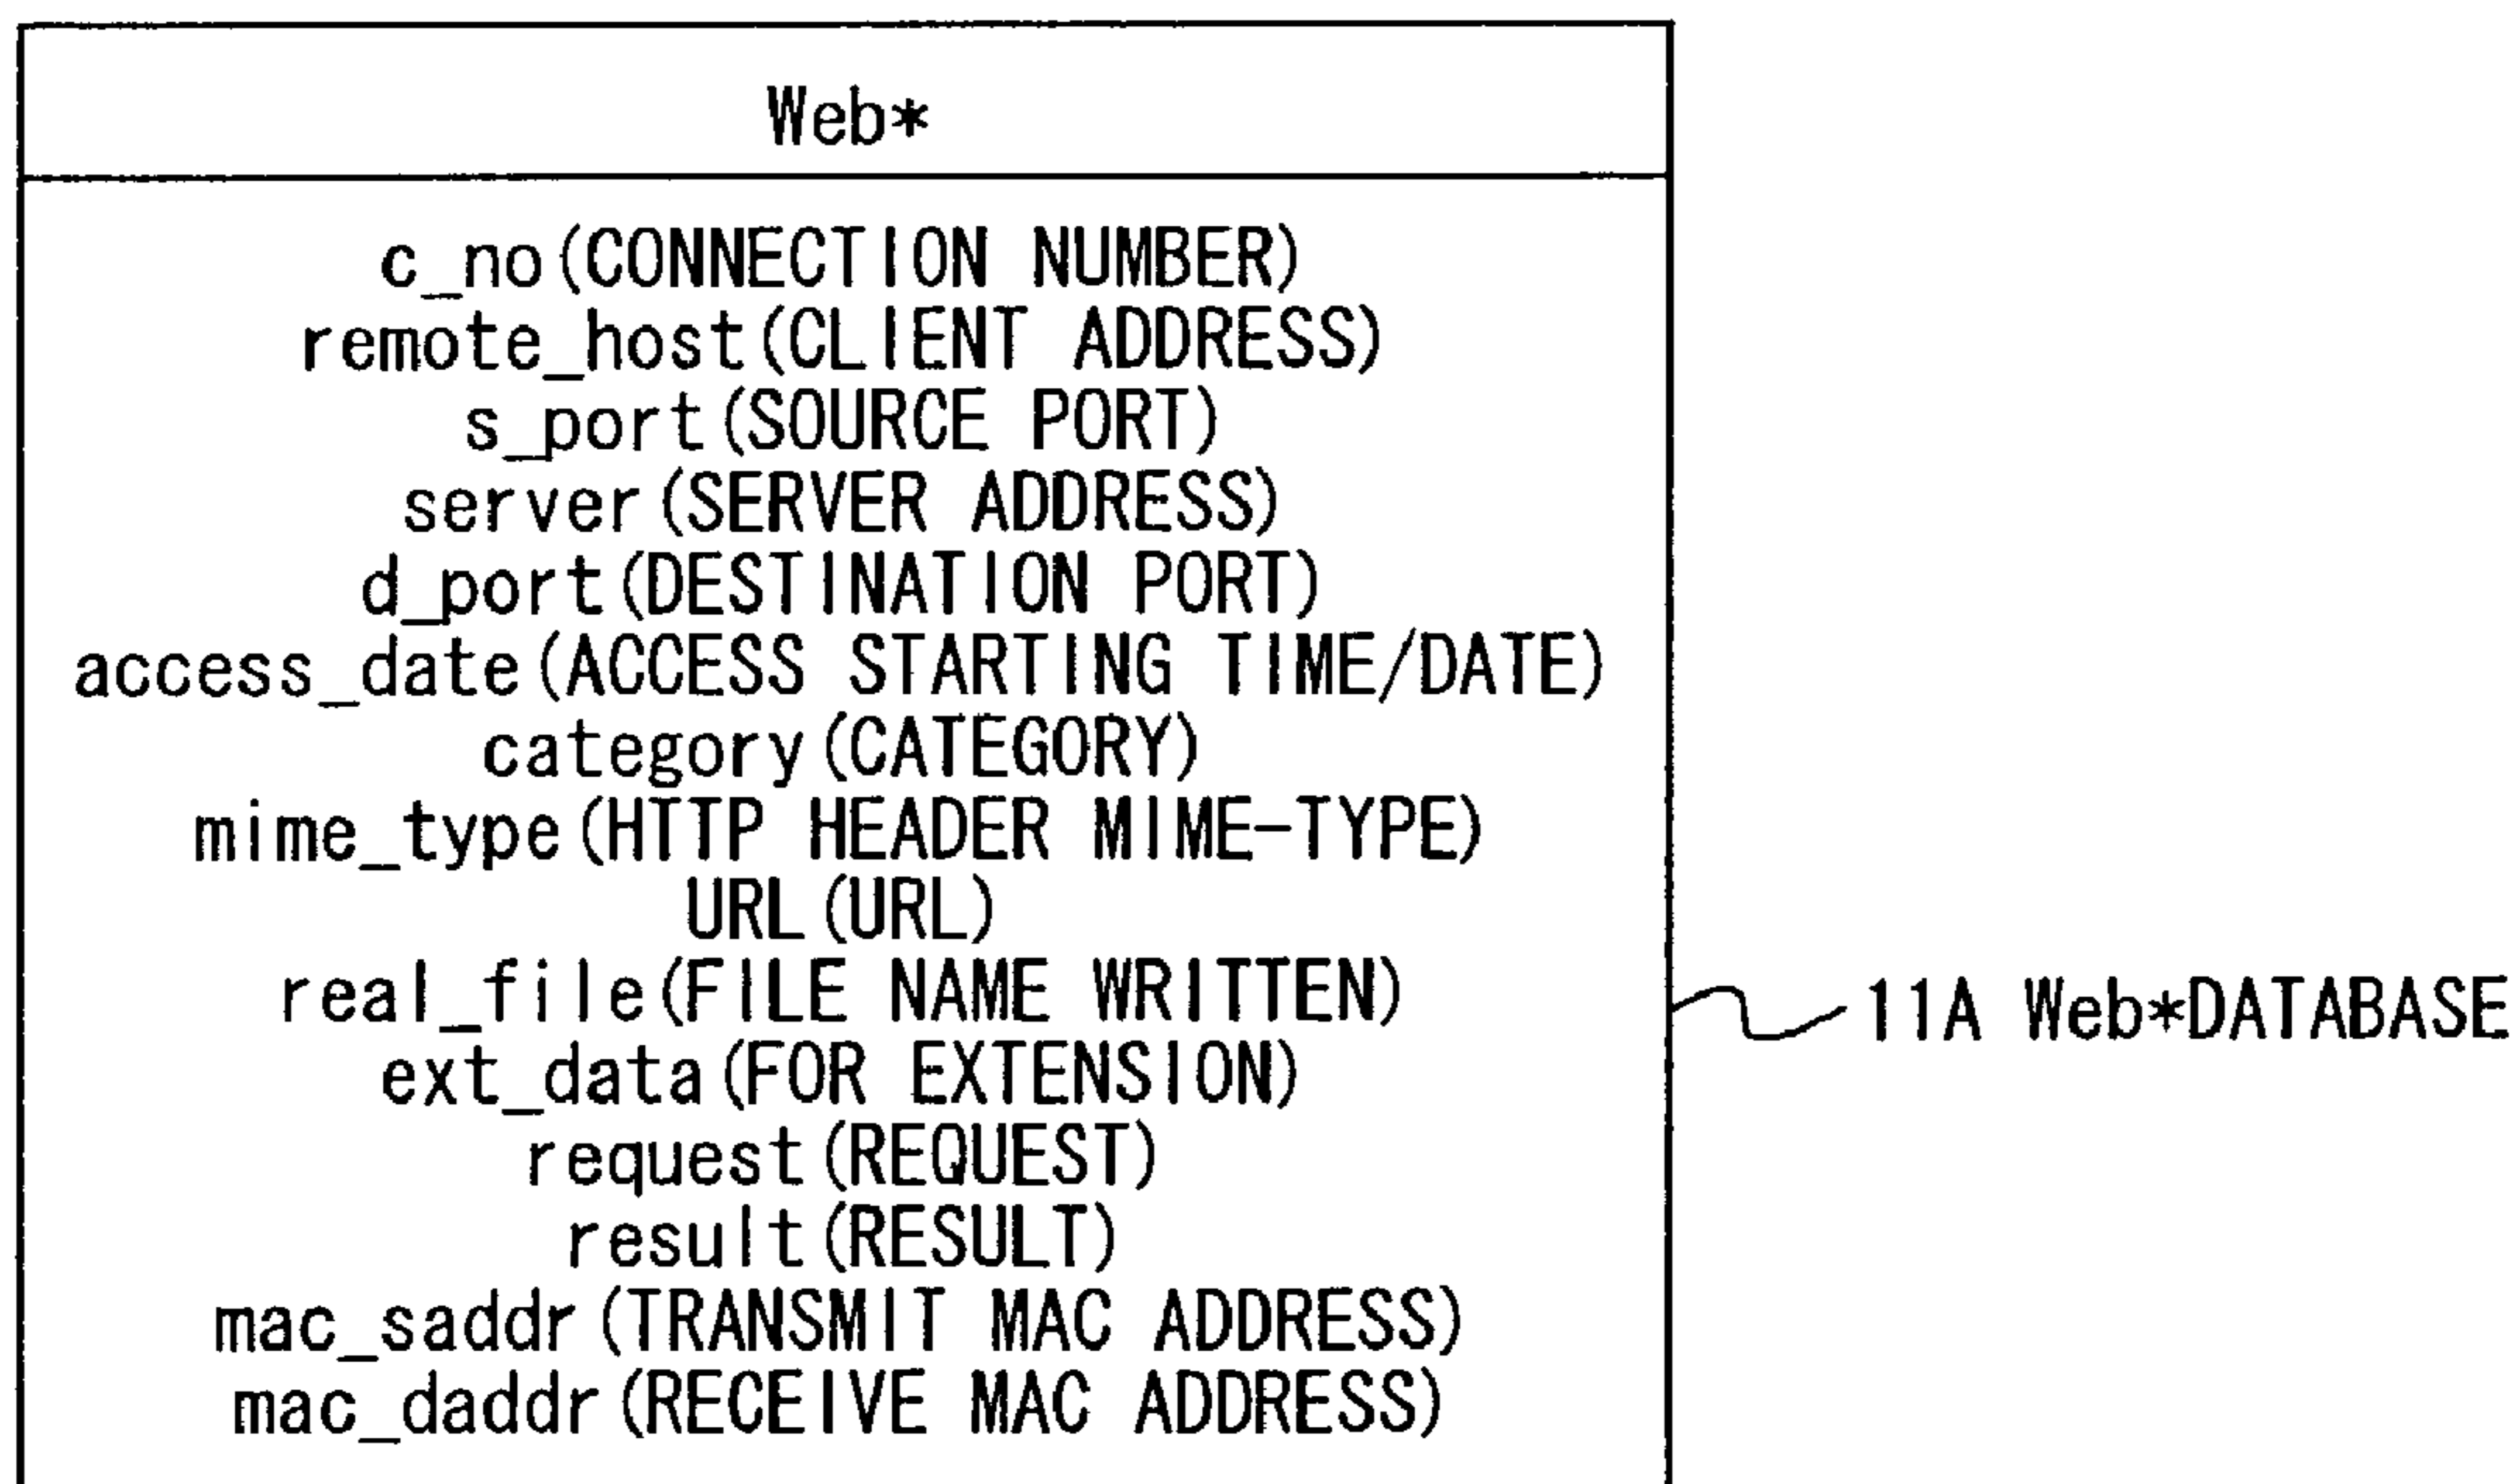 Web*
c_no(CONNECTION NUMBER)
remote_host(CLIENT ADDRESS)
s_port(SOURCE PORT)
server(SERVER ADDRESS)
d_port(DESTINATION PORT)
access_date(ACCESS STARTING TIME/DATE)
category(CATEGORY)
mime_type(HTTP HEADER MIME-TYPE)
URL(URL)
real_file(FILE NAME WRITTEN)
11A Web*DATABASE
ext_data(FOR EXTENSION)
request(REQUEST)
result(RESULT)
mac_saddr(TRANSMIT MAC ADDRESS)
mac_daddr(RECEIVE MAC ADDRESS)